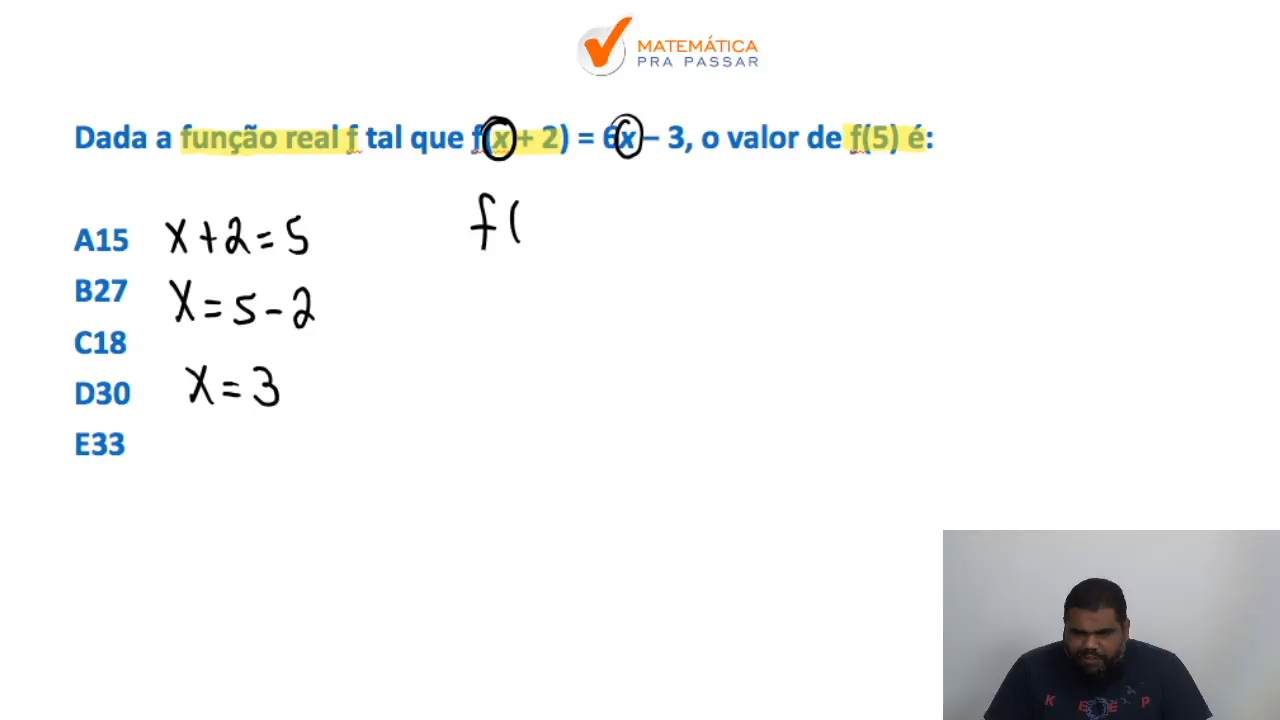 MATEMÁTICA
PRA PASSAR
Dada a função real f tal que f(x + 2) = 6x – 3, o valor de f(5) é:
A15
B27
C18
D30
E33
x + 2 = 5
x = 5 - 2
x = 3
f(
K E E P